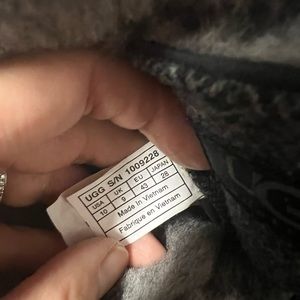 UGG S/N 1009228
USA UK EU JAPAN
10 9 43 28
Made in Vietnam
Fabriqué en Vietnam